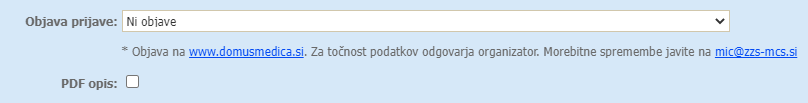 Objava prijave: Ni objave
* Objava na www.domusmedica.si. Za točnost podatkov odgovarja organizator. Morebitne spremembe javite na mic@zzs-mcs.si
PDF opis: